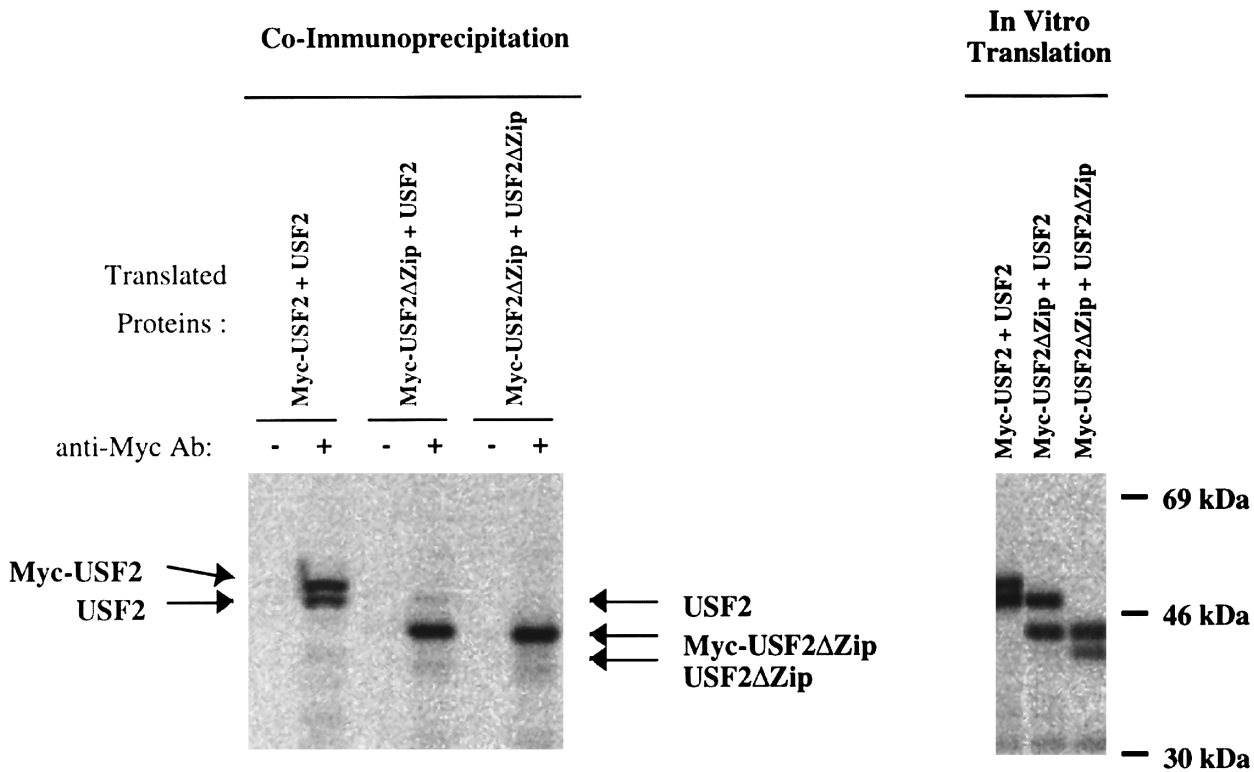 Co-Immunoprecipitation
In Vitro
Translation
Translated
Proteins :
Myc-USF2 + USF2
Myc-USF2ΔZip + USF2
Myc-USF2ΔZip + USF2ΔZip
Myc-USF2 + USF2
Myc-USF2ΔZip + USF2
Myc-USF2ΔZip + USF2ΔZip
anti-Myc Ab: - + - + - +
Myc-USF2
USF2
USF2
Myc-USF2ΔZip
USF2ΔZip
69 kDa
46 kDa
30 kDa